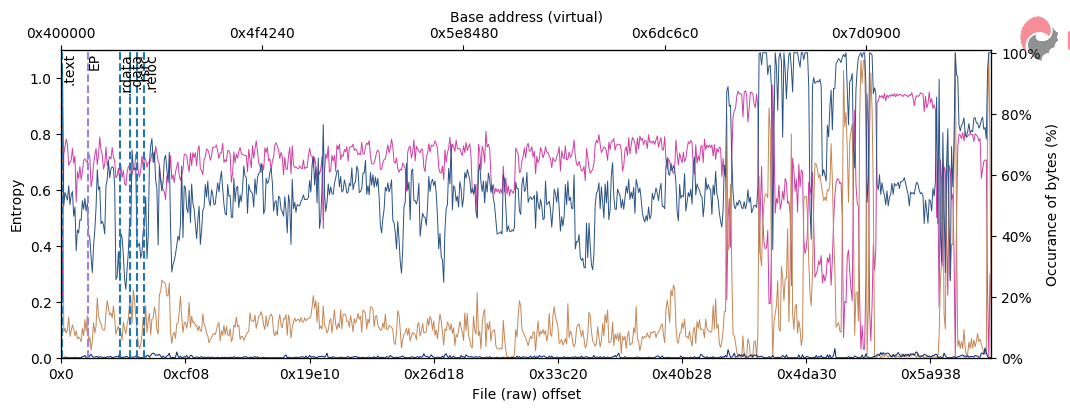 Base address (virtual)
0x400000 0x4f4240 0x5e8480 0x6dc6c0 0x7d0900
.text
EP
.rdata
.data
.reloc
100%
80%
60%
40%
20%
0%
Occurance of bytes (%)
1.0
0.8
0.6
0.4
0.2
0.0
Entropy
0x0 0xcf08 0x19e10 0x26d18 0x33c20 0x40b28 0x4da30 0x5a938
File (raw) offset